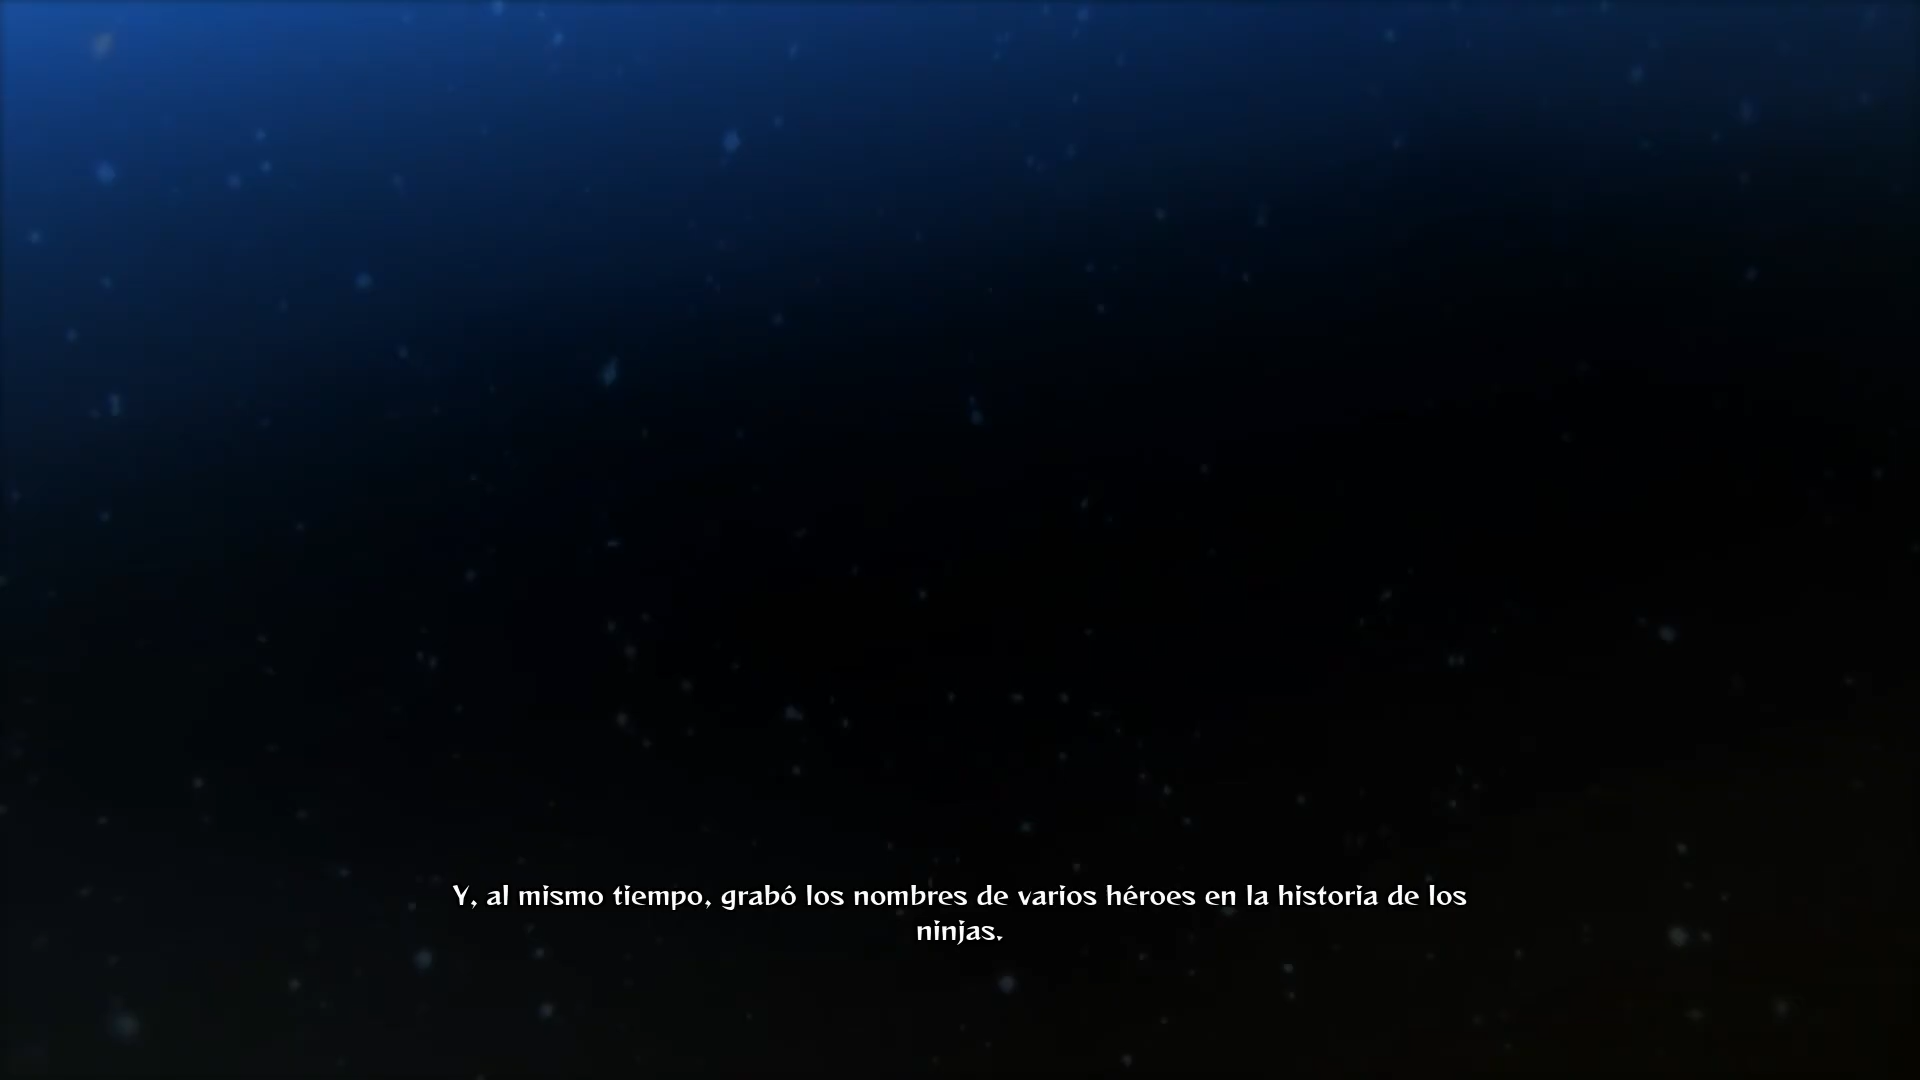 Y, al mismo tiempo, grabó los nombres de varios héroes en la historia de los
ninjas.